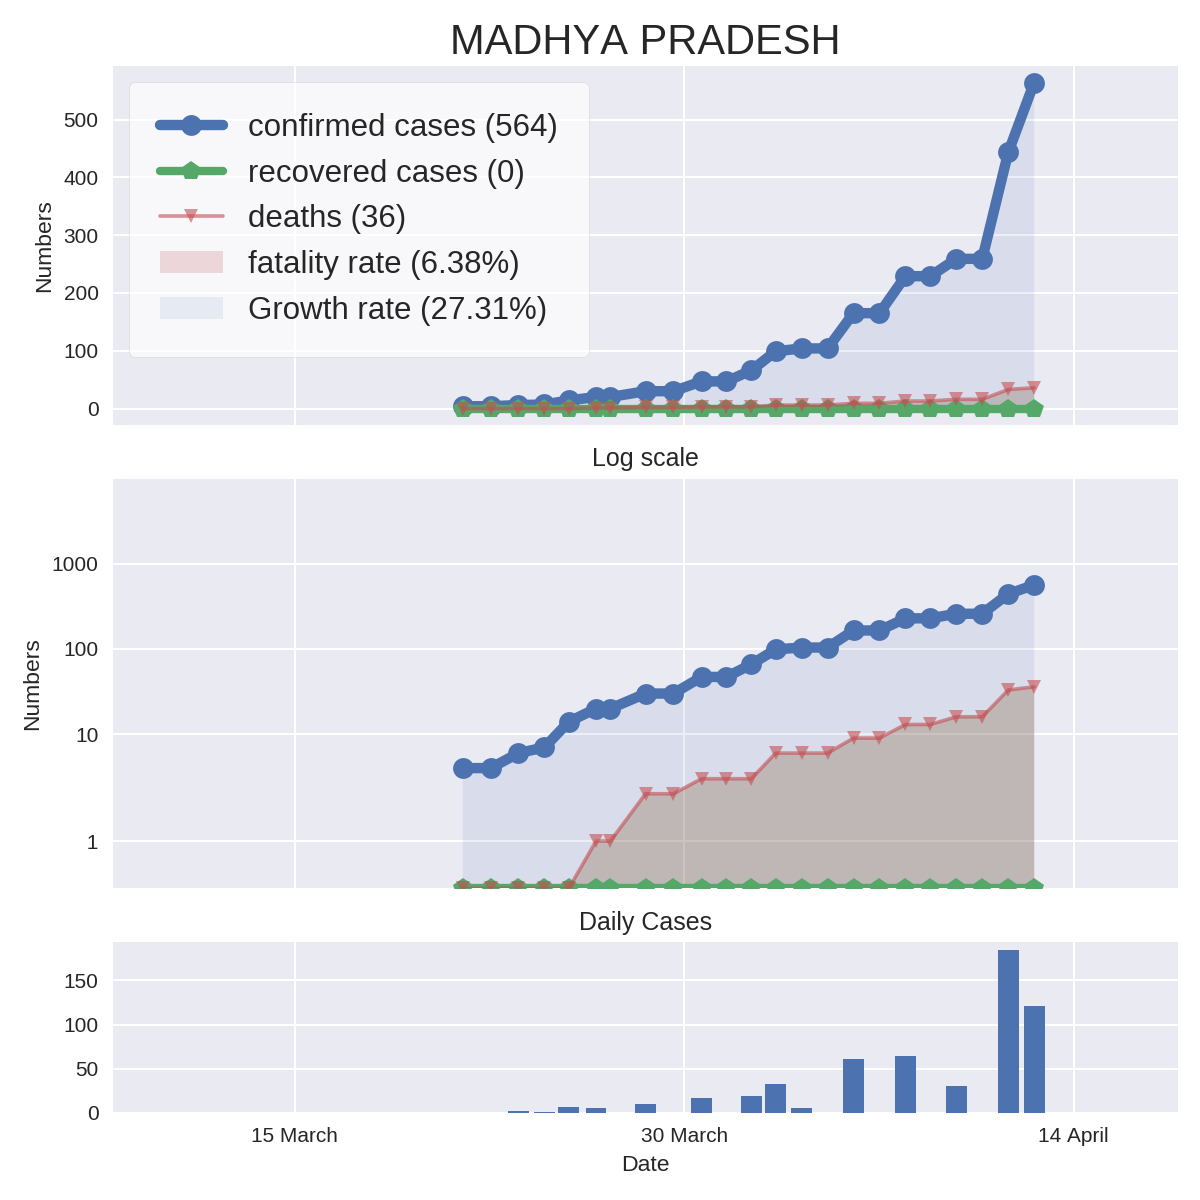 MADHYA PRADESH
500
400
300
200
100
0
Numbers
confirmed cases (564)
recovered cases (0)
deaths (36)
fatality rate (6.38%)
Growth rate (27.31%)
Log scale
1000
100
10
1
Numbers
Daily Cases
150
100
50
0
15 March
30 March
14 April
Date